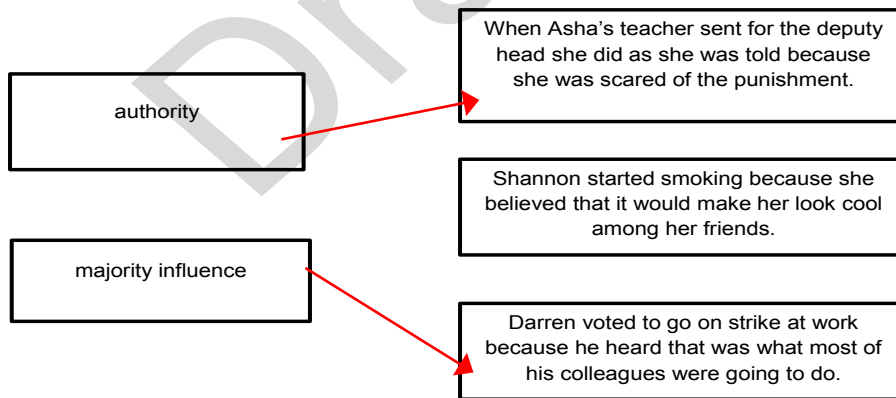 When Asha’s teacher sent for the deputy
head she did as she was told because
she was scared of the punishment.
authority
Shannon started smoking because she
believed that it would make her look cool
among her friends.
majority influence
Darren voted to go on strike at work
because he heard that was what most of
his colleagues were going to do.